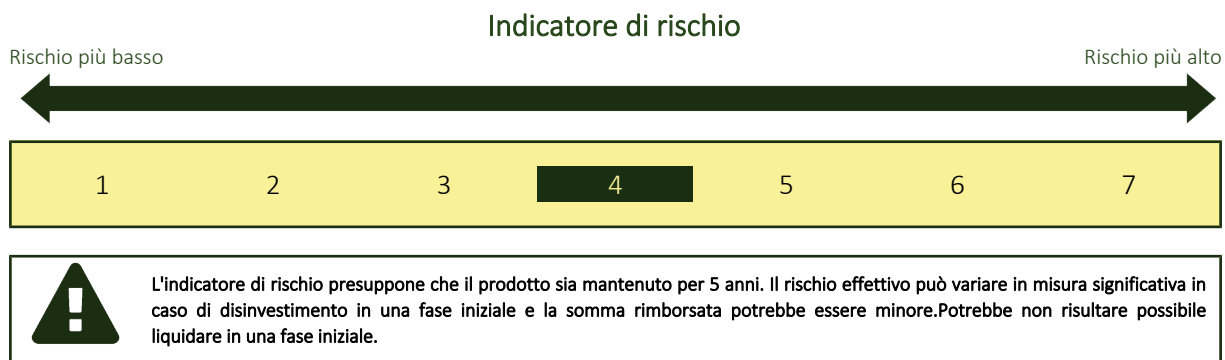 Indicatore di rischio
Rischio più basso
Rischio più alto
1 2 3 4 5 6 7
L'indicatore di rischio presuppone che il prodotto sia mantenuto per 5 anni. Il rischio effettivo può variare in misura significativa in
caso di disinvestimento in una fase iniziale e la somma rimborsata potrebbe essere minore.Potrebbe non risultare possibile
liquidare in una fase iniziale.